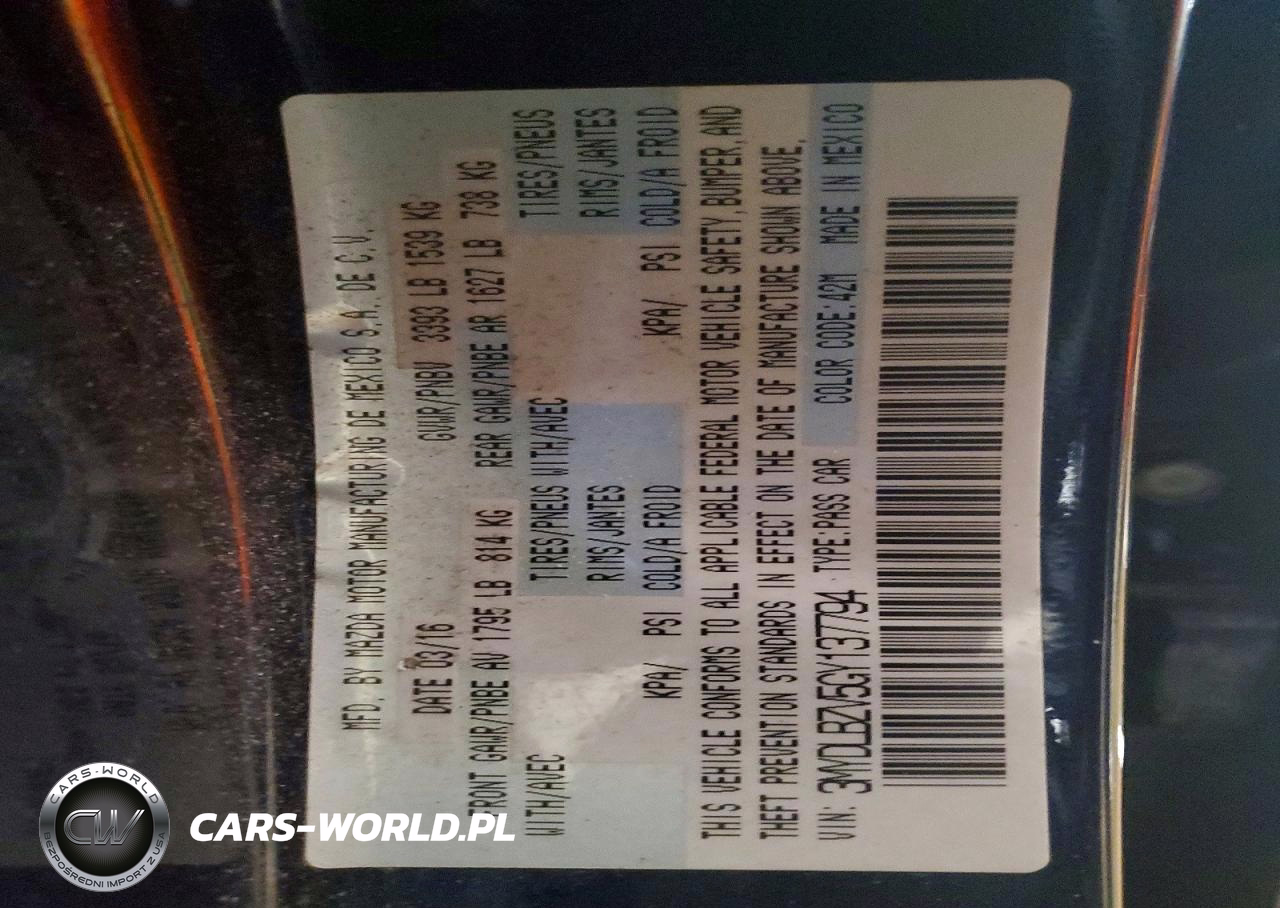 MFD. BY MAZDA MOTOR MANUFACTURING DE MEXICO S.A. DE C.V.
DATE 03/16 GVWR/PNBV 3393 LB 1539 KG
FRONT GAWR/PNBE AV 1795 LB 814 KG REAR GAWR/PNBE AR 1627 LB 738 KG
WITH/AVEC TIRES/PNEUS WITH/AVEC TIRES/PNEUS
RIMS/JANTES RIMS/JANTES
KPA/ PSI COLD/A FROID KPA/ PSI COLD/A FROID
THIS VEHICLE CONFORMS TO ALL APPLICABLE FEDERAL MOTOR VEHICLE SAFETY, BUMPER, AND
THEFT PREVENTION STANDARDS IN EFFECT ON THE DATE OF MANUFACTURE SHOWN ABOVE.
VIN: 3MYDLBZV5GY137794 TYPE:PASS CAR COLOR CODE:42M MADE IN MEXICO
CARS-WORLD
CW
BEZPOŚREDNI IMPORT Z USA
CARS-WORLD.PL